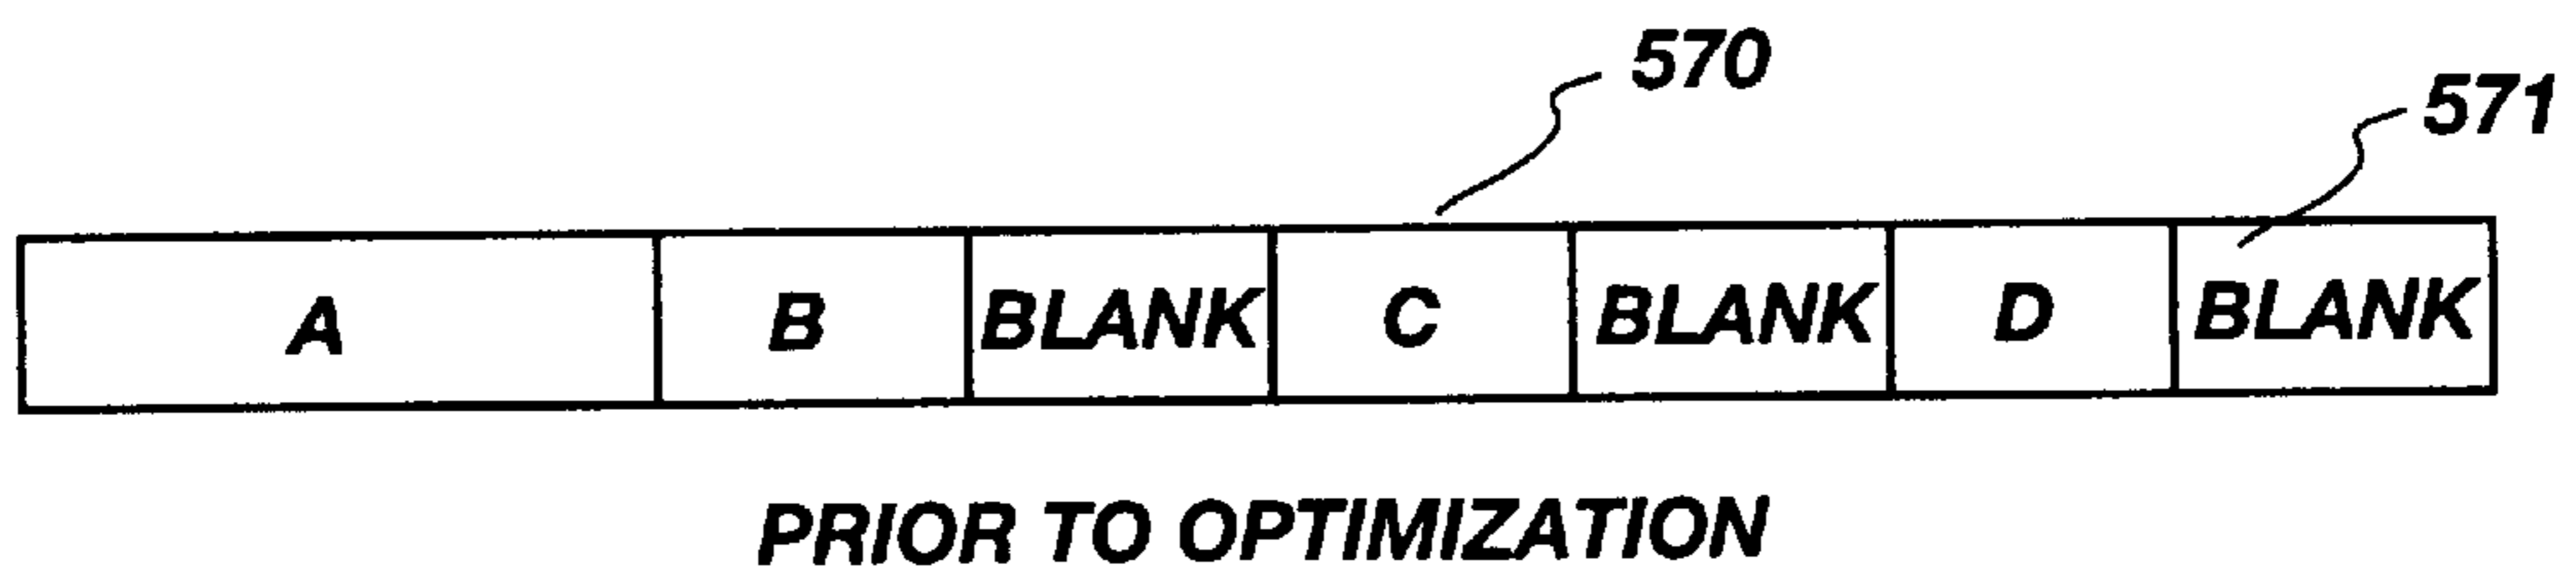 570
571
A B BLANK C BLANK D BLANK
PRIOR TO OPTIMIZATION